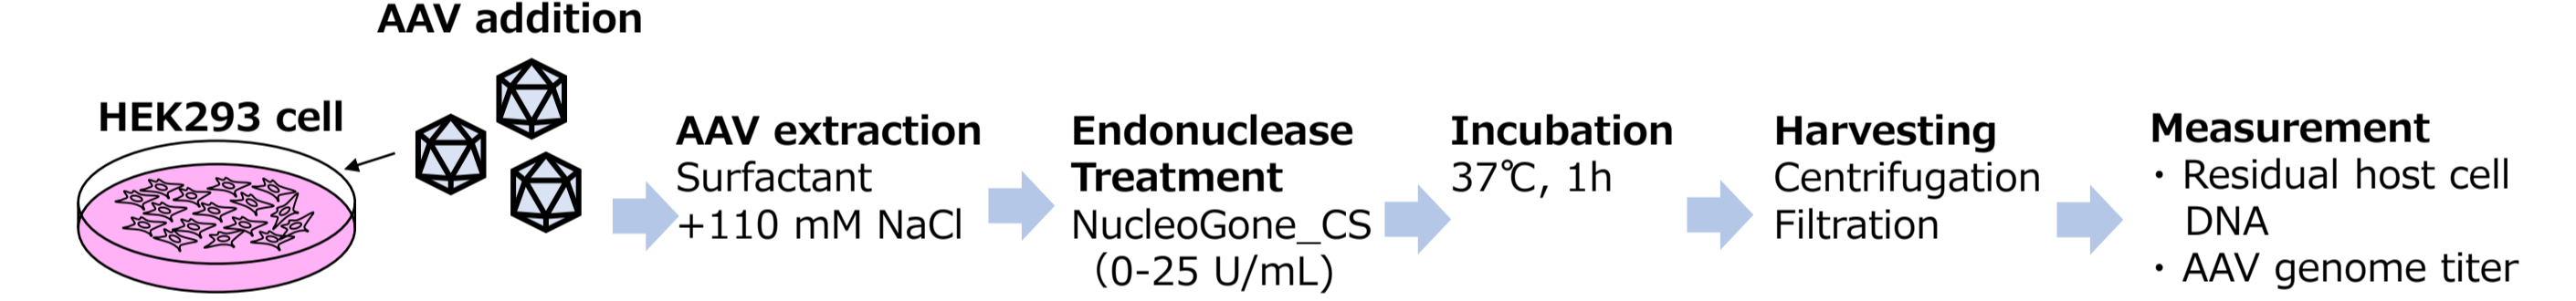 AAV addition
HEK293 cell
AAV extraction
Surfactant
+110 mM NaCl
Endonuclease
Treatment
NucleoGone_CS
(0-25 U/mL)
Incubation
37℃, 1h
Harvesting
Centrifugation
Filtration
Measurement
・Residual host cell
DNA
・AAV genome titer